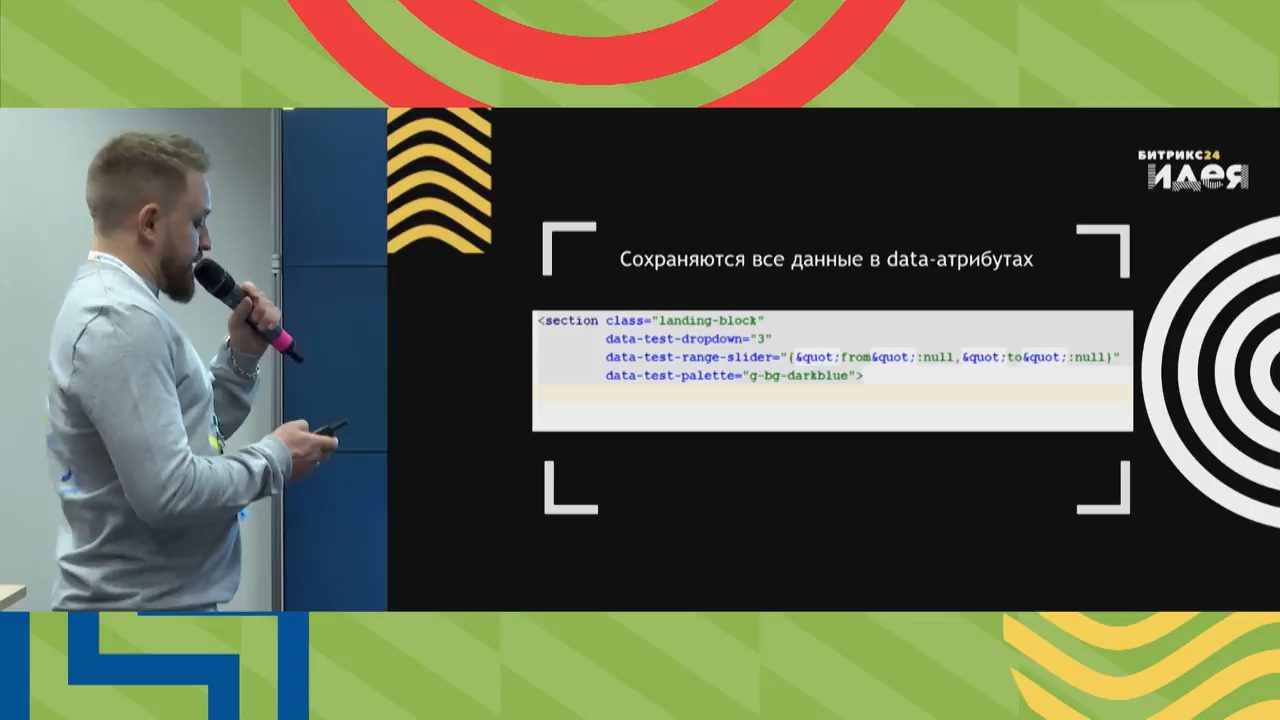 БИТРИКС24
идея
Сохраняются все данные в data-атрибутах
<section class="landing-block"
data-test-dropdown="3"
data-test-range-slider="{&quot;from&quot;:null,&quot;to&quot;:null}"
data-test-palette="g-bg-darkblue">